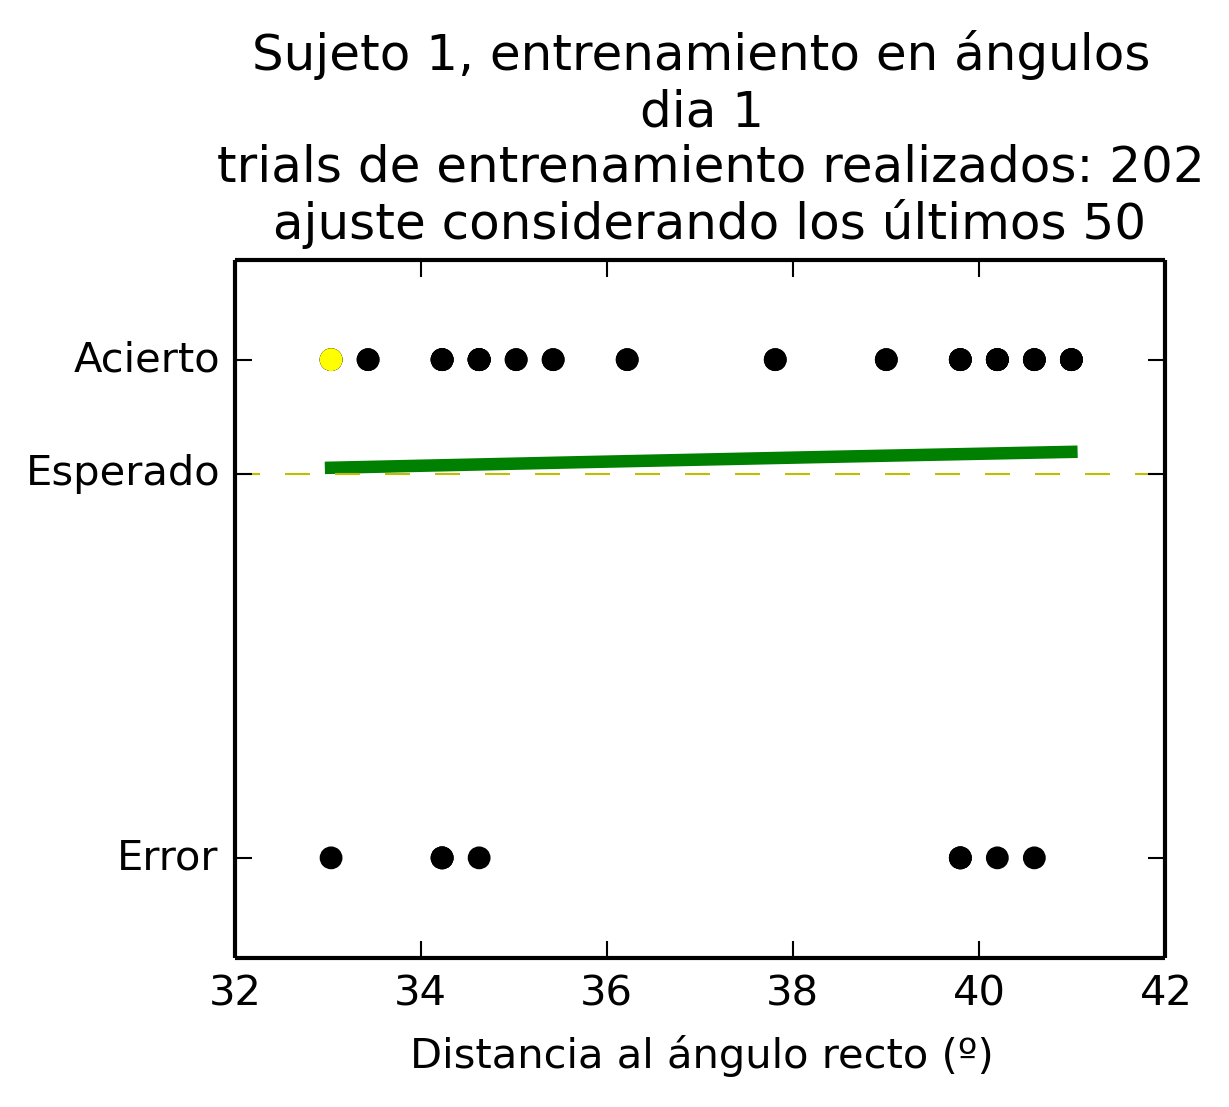 Sujeto 1, entrenamiento en ángulos
dia 1
trials de entrenamiento realizados: 202
ajuste considerando los últimos 50
Acierto
Esperado
Error
32 34 36 38 40 42
Distancia al ángulo recto (º)